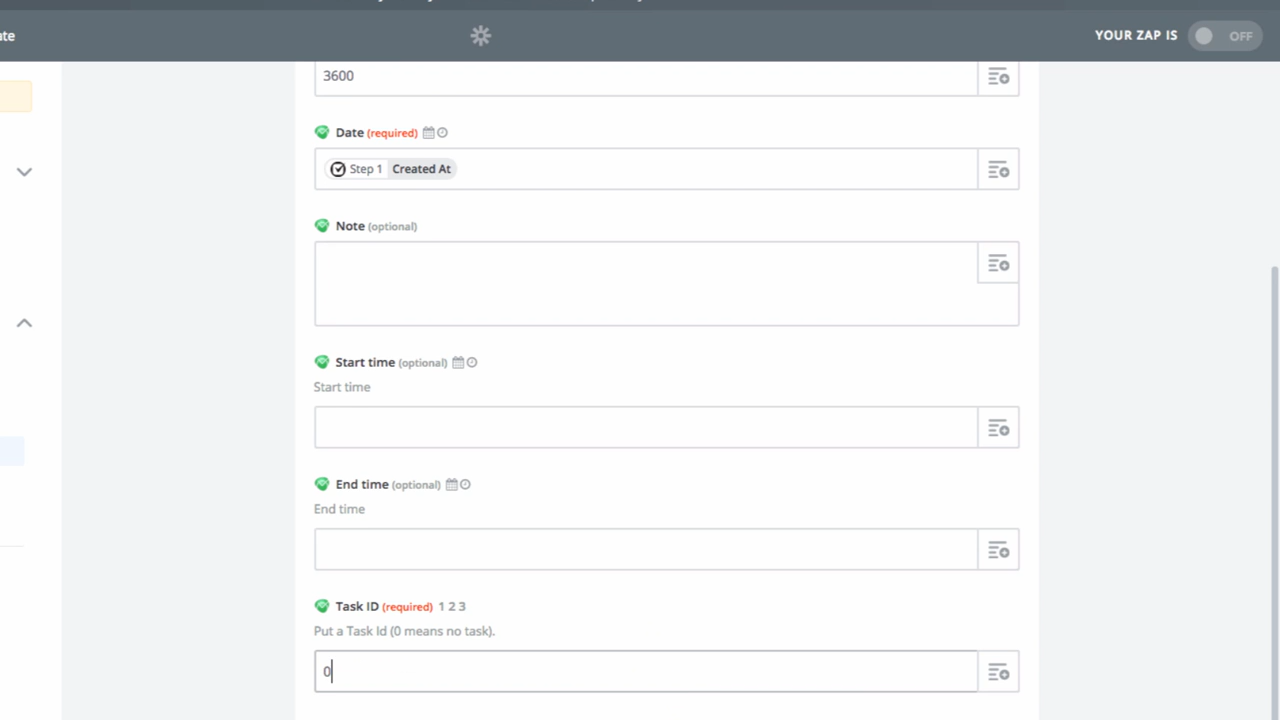 ate
YOUR ZAP IS OFF
3600
Date (required)
Step 1 Created At
Note (optional)
Start time (optional)
Start time
End time (optional)
End time
Task ID (required) 1 2 3
Put a Task Id (0 means no task).
0